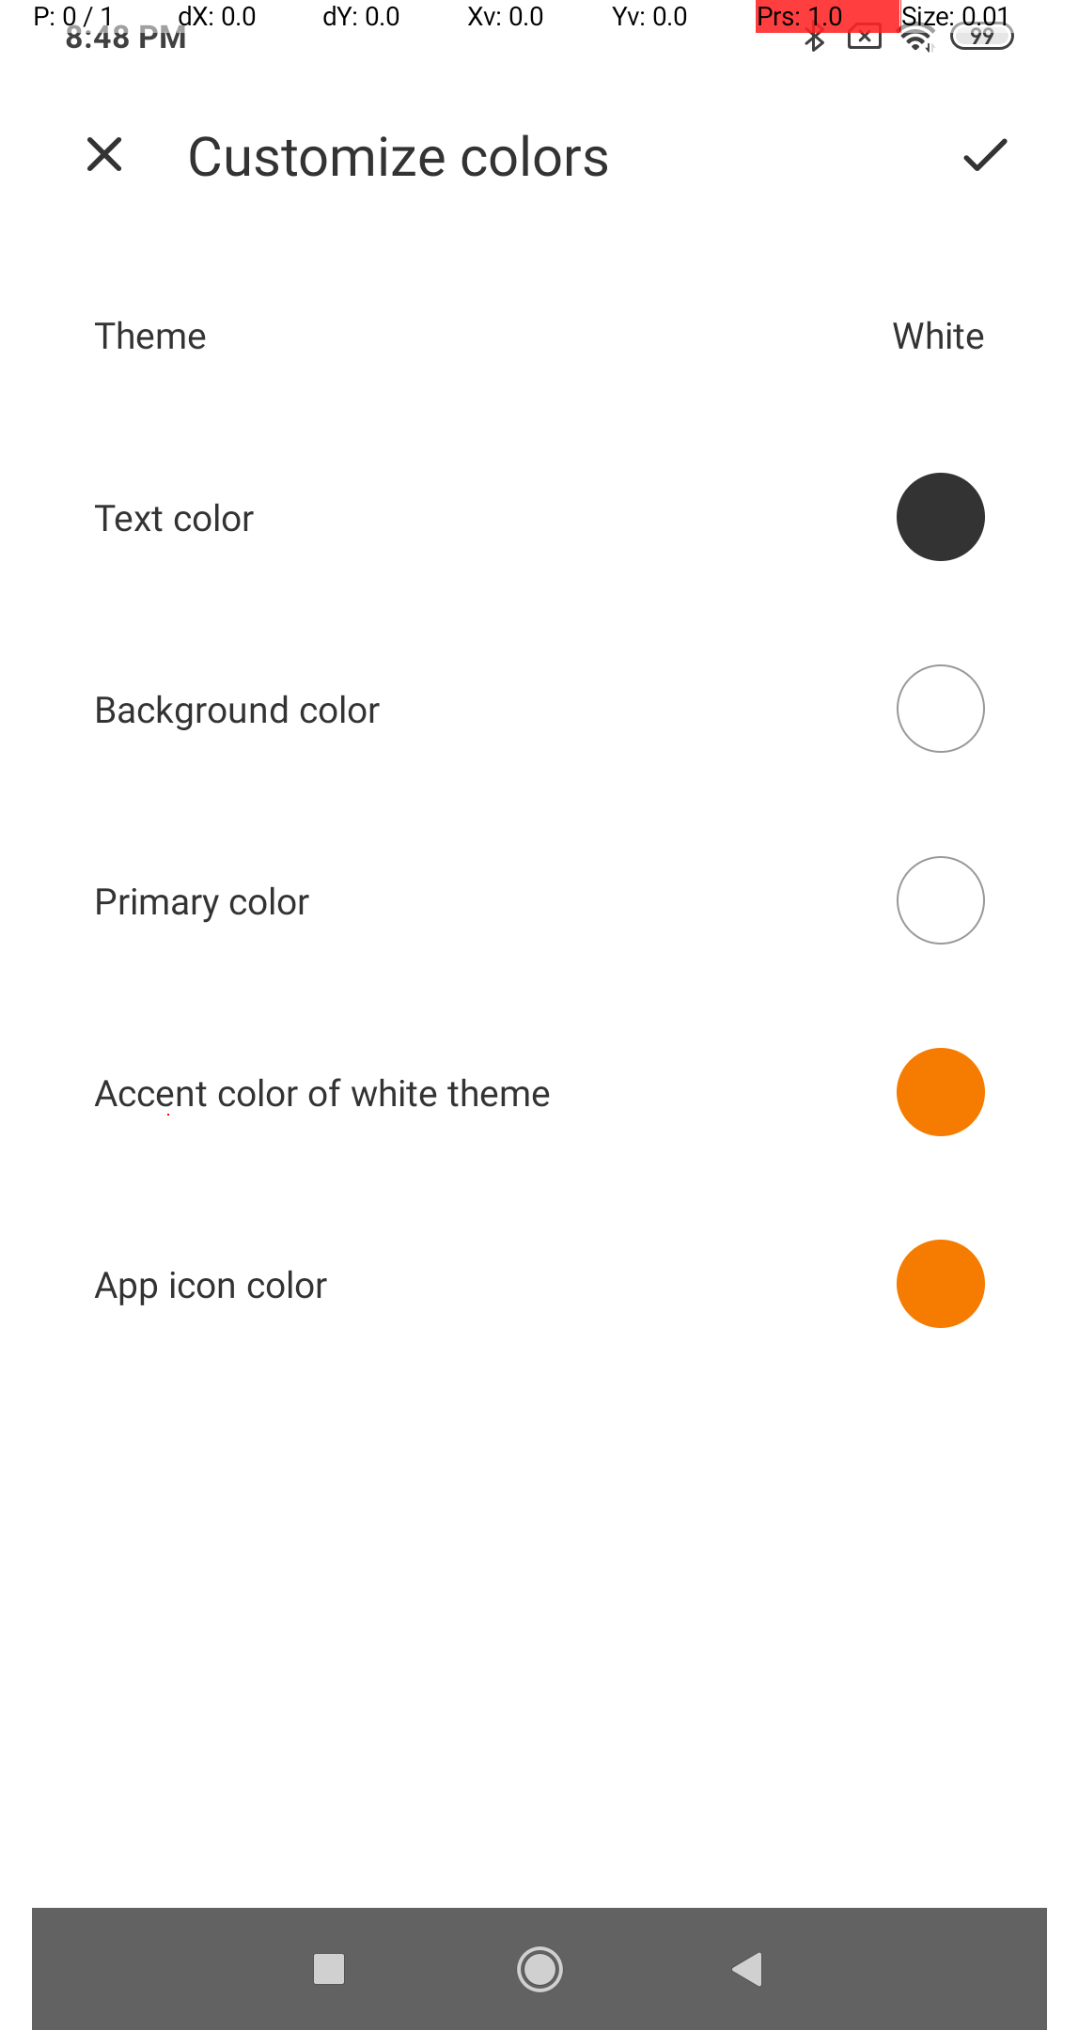 P: 0 / 1 dX: 0.0 dY: 0.0 Xv: 0.0 Yv: 0.0 Prs: 1.0 Size: 0.01
8:48 PM 99
Customize colors
Theme White
Text color
Background color
Primary color
Accent color of white theme
App icon color